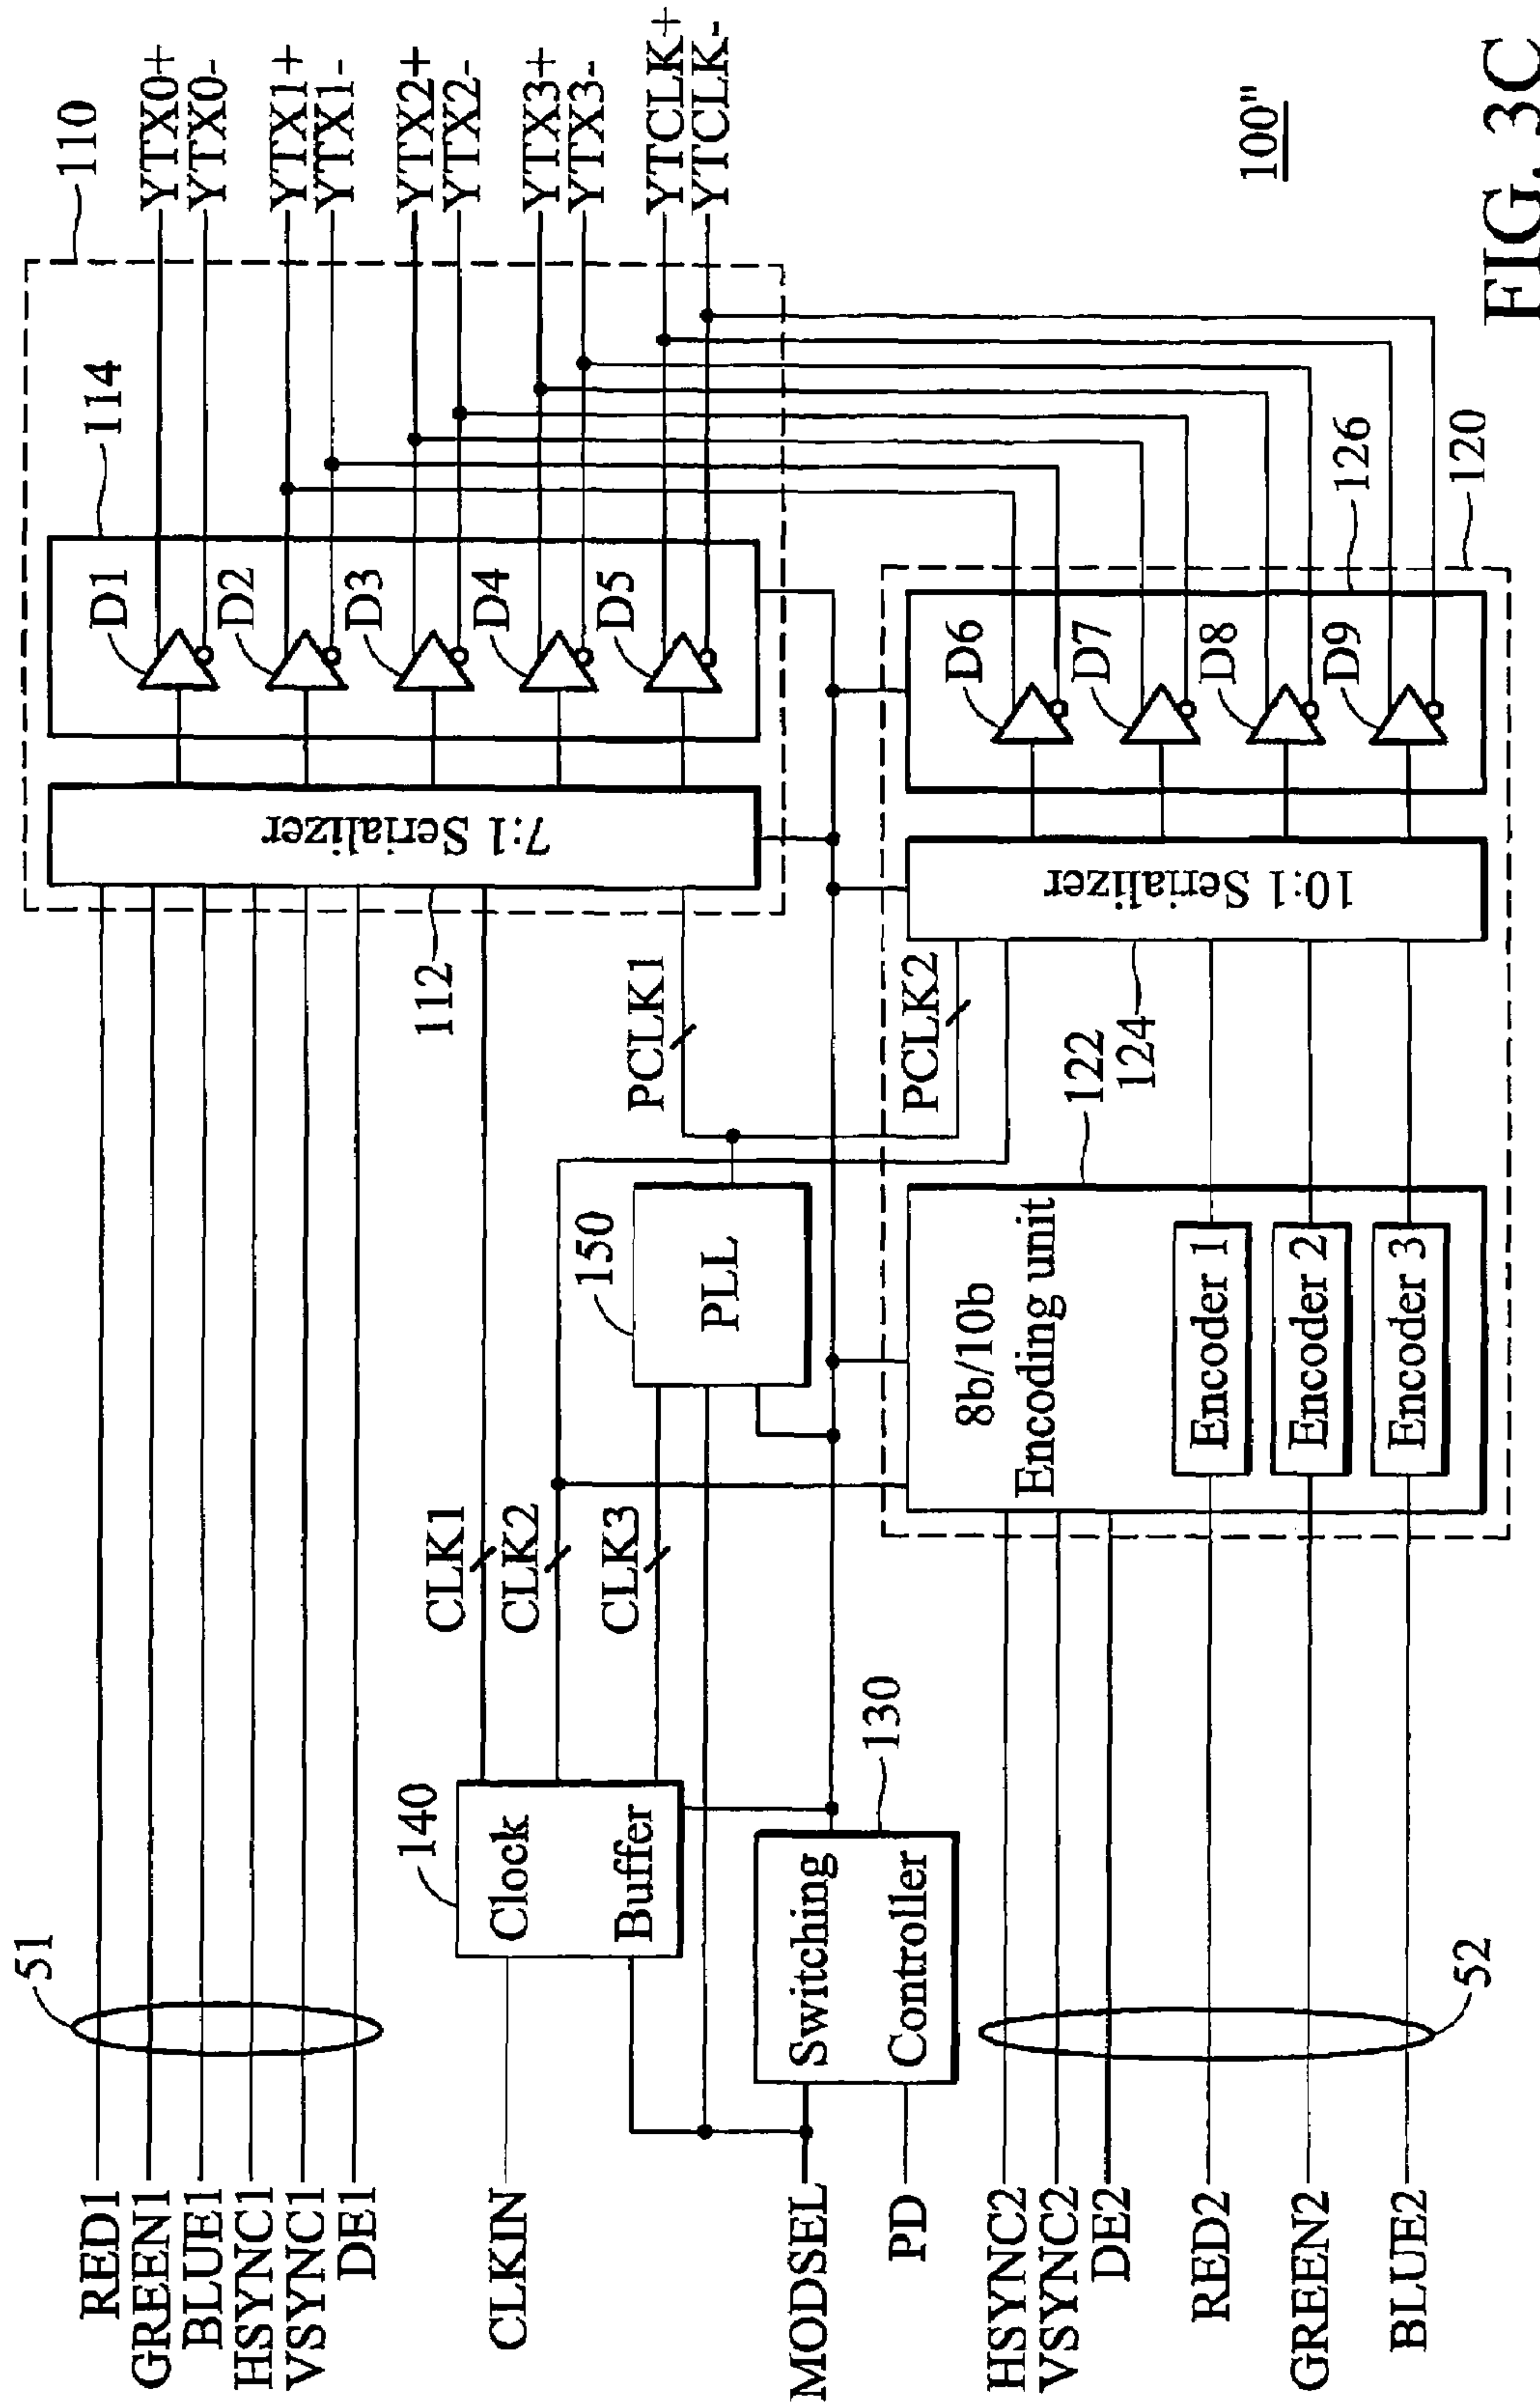 51
RED1
GREEN1
BLUE1
HSYNC1
VSYNC1
DE1
CLKIN
MODSEL
PD
HSYNC2
VSYNC2
DE2
RED2
GREEN2
BLUE2
52
140
Clock
Buffer
Switching
Controller
130
CLK1
CLK2
CLK3
150
PLL
8b/10b
Encoding unit
Encoder 1
Encoder 2
Encoder 3
122
124
PCLK1
PCLK2
112
7:1 Serializer
10:1 Serializer
114
D1
D2
D3
D4
D5
D6
D7
D8
D9
126
120
110
YTX0+
YTX0-
YTX1+
YTX1-
YTX2+
YTX2-
YTX3+
YTX3-
YTCLK+
YTCLK-
100"
FIG. 3C